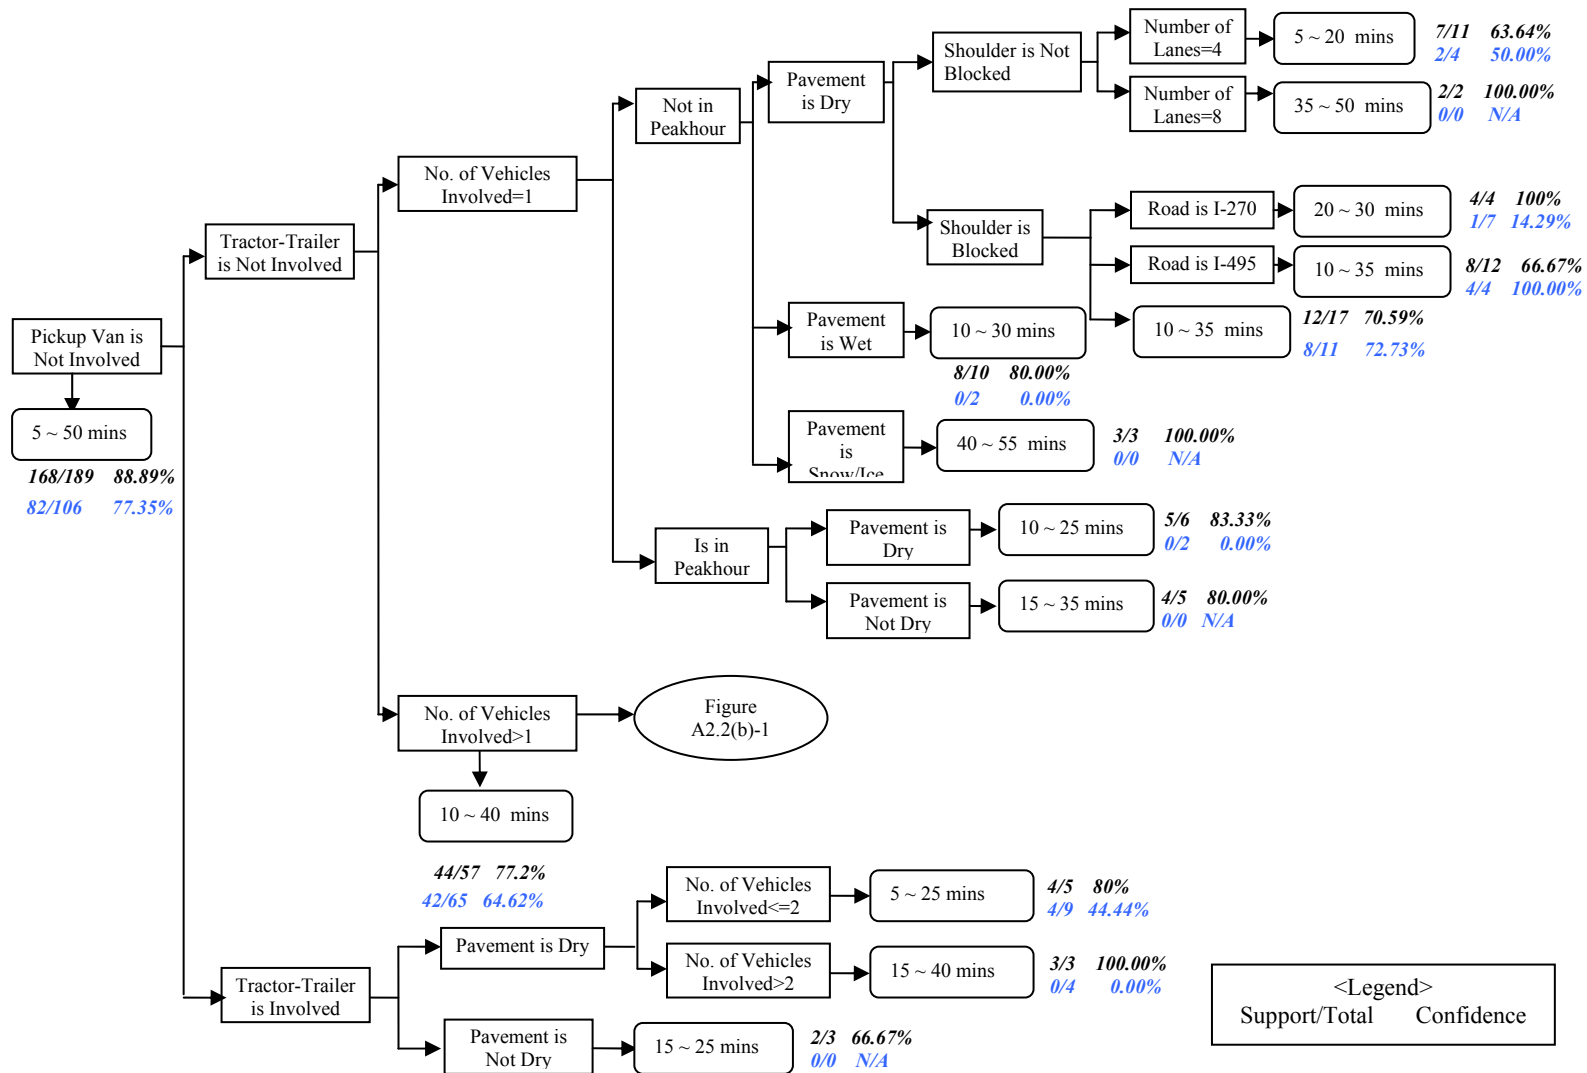 Pickup Van is
Not Involved
5 ~ 50 mins
168/189 88.89%
82/106 77.35%
Tractor-Trailer
is Not Involved
No. of Vehicles
Involved=1
Not in
Peakhour
Pavement
is Dry
Shoulder is Not
Blocked
Number of
Lanes=4
5 ~ 20 mins
7/11 63.64%
2/4 50.00%
Number of
Lanes=8
35 ~ 50 mins
2/2 100.00%
0/0 N/A
Shoulder is
Blocked
Road is I-270
20 ~ 30 mins
4/4 100%
1/7 14.29%
Road is I-495
10 ~ 35 mins
8/12 66.67%
4/4 100.00%
10 ~ 35 mins
12/17 70.59%
8/11 72.73%
Pavement
is Wet
10 ~ 30 mins
8/10 80.00%
0/2 0.00%
Pavement
is
Snow/Ice
40 ~ 55 mins
3/3 100.00%
0/0 N/A
Is in
Peakhour
Pavement is
Dry
10 ~ 25 mins
5/6 83.33%
0/2 0.00%
Pavement is
Not Dry
15 ~ 35 mins
4/5 80.00%
0/0 N/A
No. of Vehicles
Involved>1
Figure
A2.2(b)-1
10 ~ 40 mins
44/57 77.2%
42/65 64.62%
Tractor-Trailer
is Involved
Pavement is Dry
No. of Vehicles
Involved<=2
5 ~ 25 mins
4/5 80%
4/9 44.44%
No. of Vehicles
Involved>2
15 ~ 40 mins
3/3 100.00%
0/4 0.00%
Pavement is
Not Dry
15 ~ 25 mins
2/3 66.67%
0/0 N/A
<Legend>
Support/Total Confidence